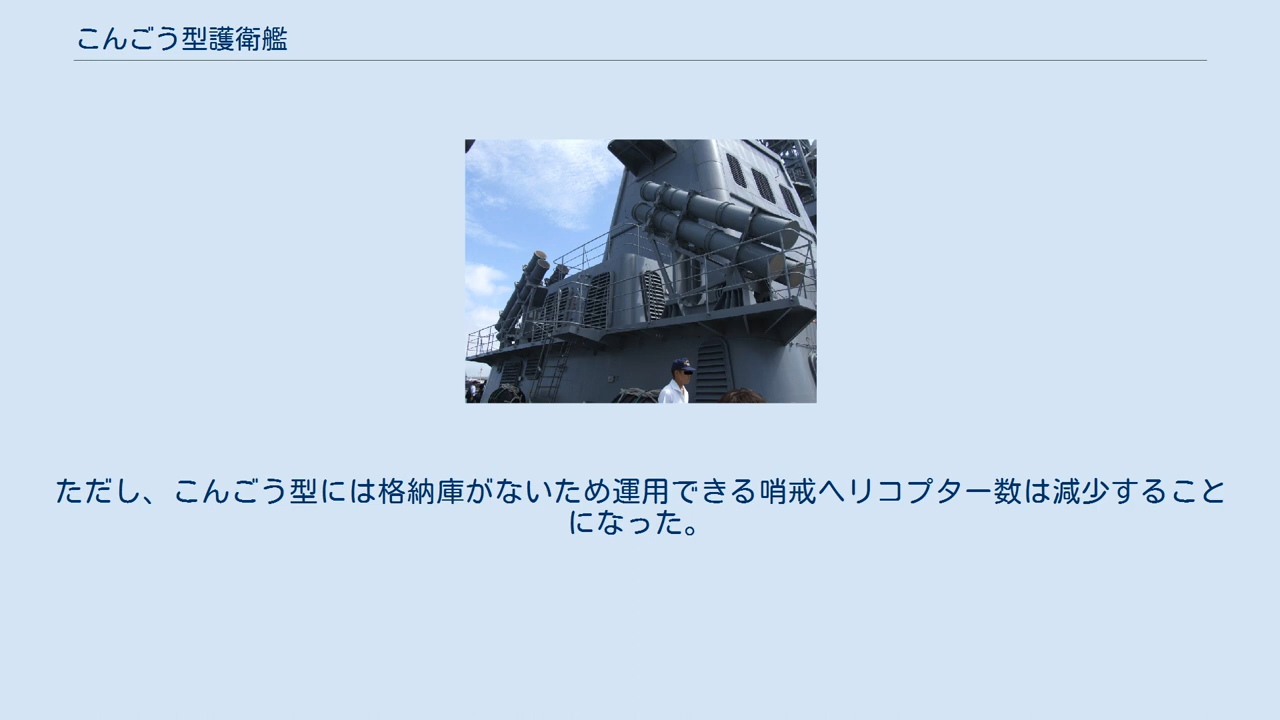 こんごう型護衛艦
ただし、こんごう型には格納庫がないため運用できる哨戒ヘリコプター数は減少すること
になった。